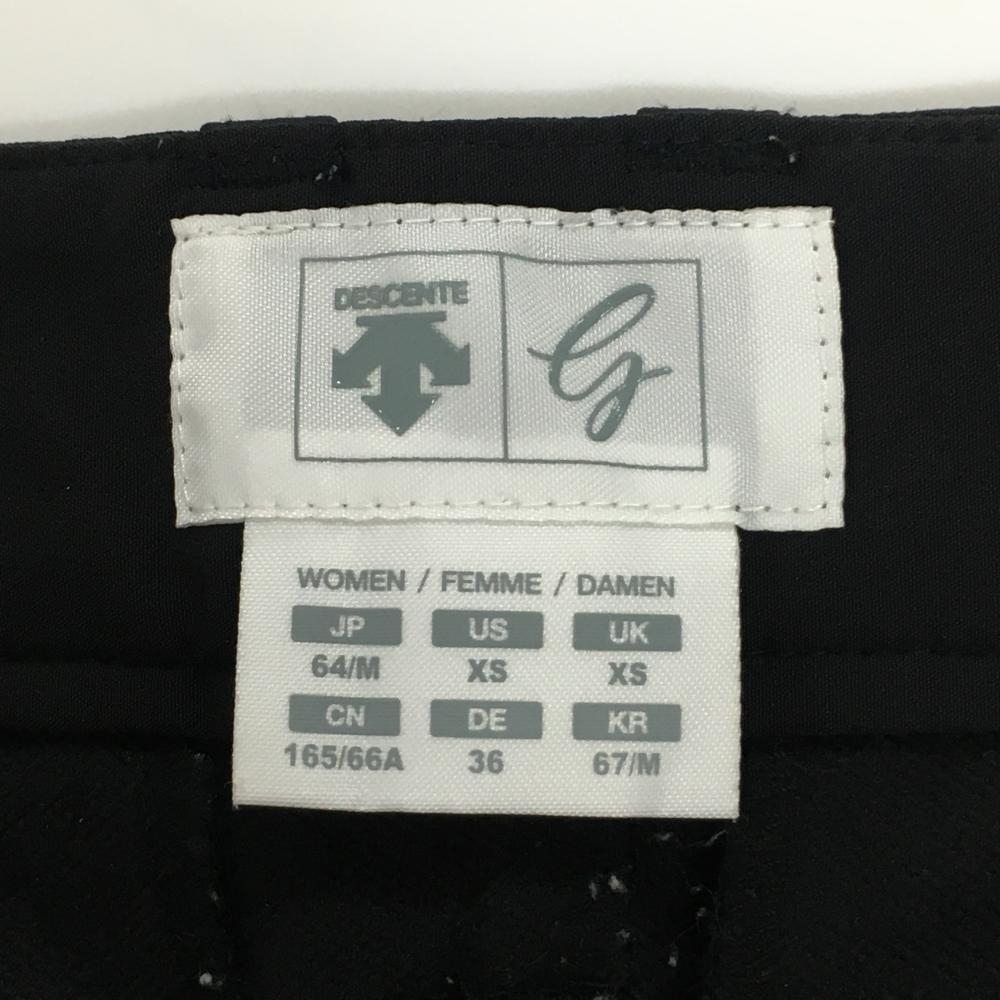 DESCENTE
G
WOMEN / FEMME / DAMEN
JP US UK
64/M XS XS
CN DE KR
165/66A 36 67/M